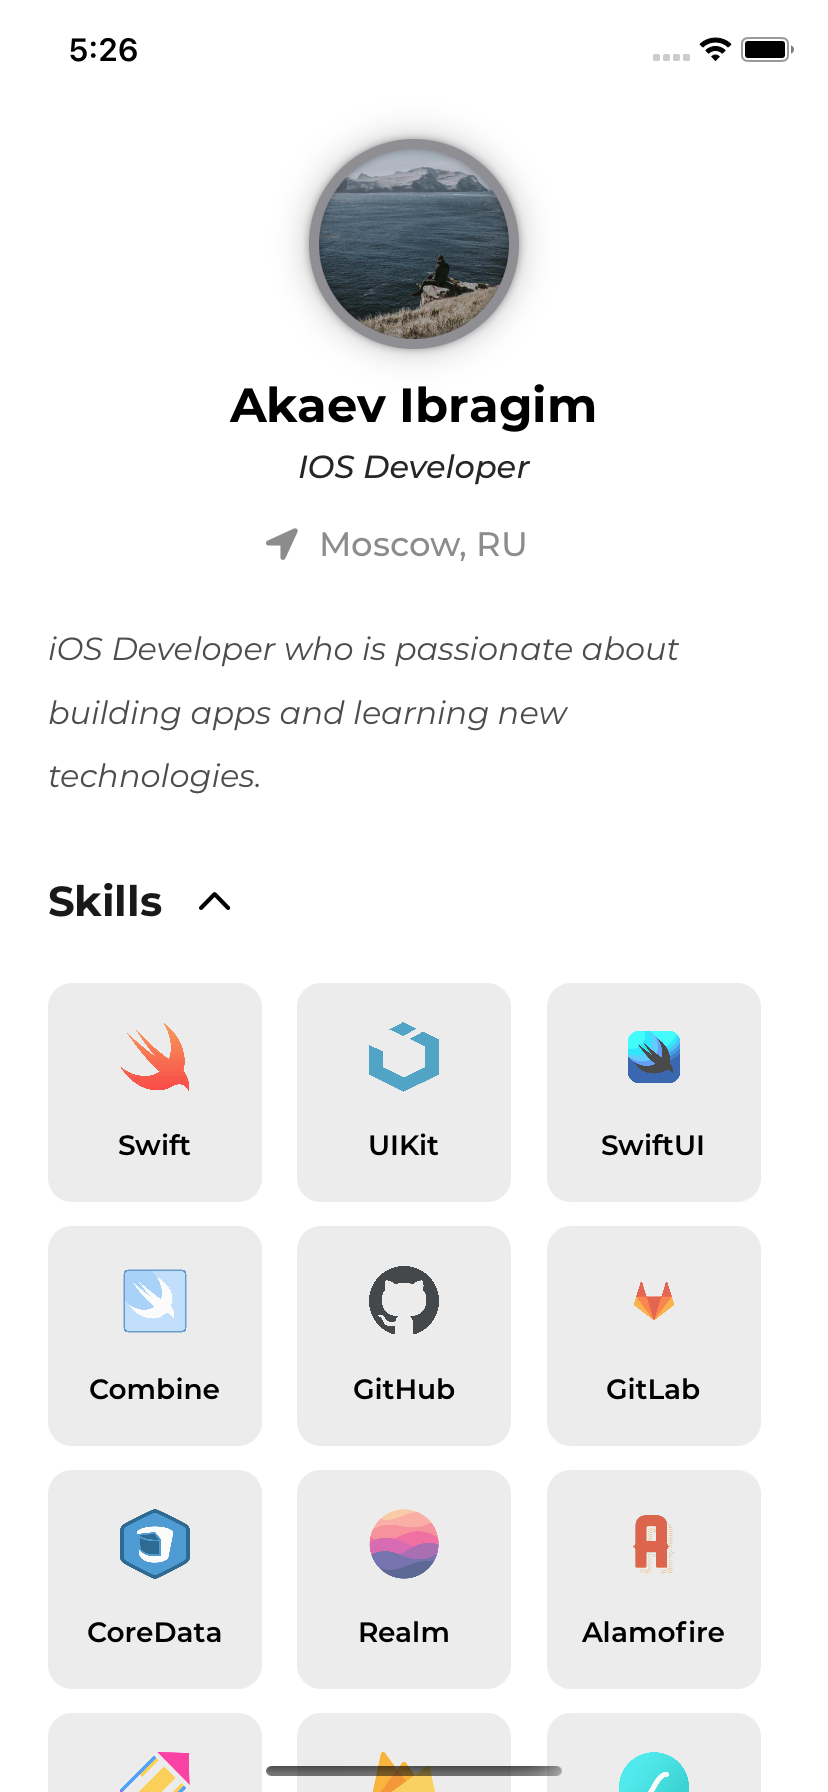 5:26
Akaev Ibragim
IOS Developer
Moscow, RU
iOS Developer who is passionate about
building apps and learning new
technologies.
Skills
Swift
UIKit
SwiftUI
Combine
GitHub
GitLab
CoreData
Realm
Alamofire